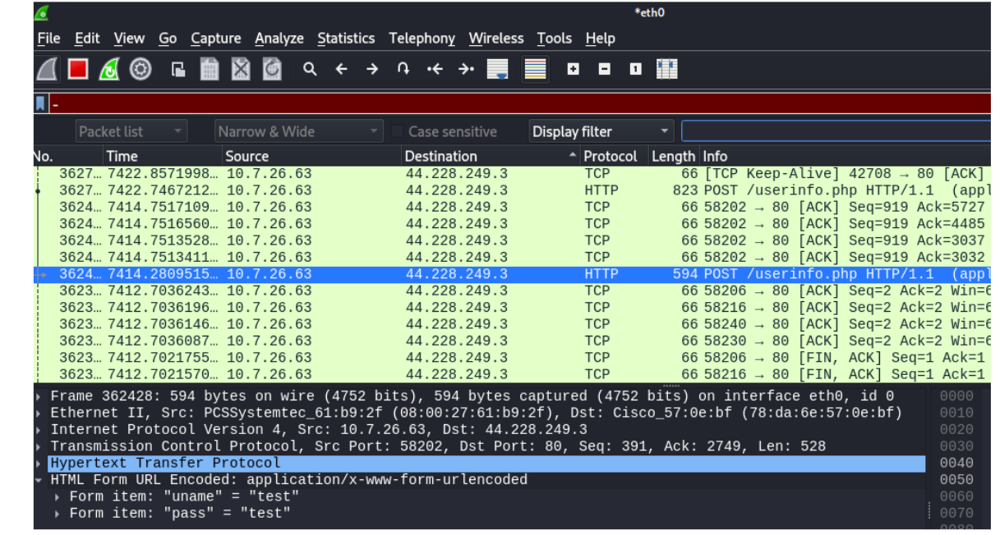 *eth0
File Edit View Go Capture Analyze Statistics Telephony Wireless Tools Help
-
Packet list Narrow & Wide Case sensitive Display filter
No. Time Source Destination Protocol Length Info
3627… 7422.8571998… 10.7.26.63 44.228.249.3 TCP 66 [TCP Keep-Alive] 42708 → 80 [ACK]
3627… 7422.7467212… 10.7.26.63 44.228.249.3 HTTP 823 POST /userinfo.php HTTP/1.1 (appl
3624… 7414.7517109… 10.7.26.63 44.228.249.3 TCP 66 58202 → 80 [ACK] Seq=919 Ack=5727
3624… 7414.7516560… 10.7.26.63 44.228.249.3 TCP 66 58202 → 80 [ACK] Seq=919 Ack=4485
3624… 7414.7513528… 10.7.26.63 44.228.249.3 TCP 66 58202 → 80 [ACK] Seq=919 Ack=3037
3624… 7414.7513411… 10.7.26.63 44.228.249.3 TCP 66 58202 → 80 [ACK] Seq=919 Ack=3032
3624… 7414.2809515… 10.7.26.63 44.228.249.3 HTTP 594 POST /userinfo.php HTTP/1.1 (appl
3623… 7412.7036243… 10.7.26.63 44.228.249.3 TCP 66 58206 → 80 [ACK] Seq=2 Ack=2 Win=6
3623… 7412.7036196… 10.7.26.63 44.228.249.3 TCP 66 58216 → 80 [ACK] Seq=2 Ack=2 Win=6
3623… 7412.7036146… 10.7.26.63 44.228.249.3 TCP 66 58240 → 80 [ACK] Seq=2 Ack=2 Win=6
3623… 7412.7036087… 10.7.26.63 44.228.249.3 TCP 66 58230 → 80 [ACK] Seq=2 Ack=2 Win=6
3623… 7412.7021755… 10.7.26.63 44.228.249.3 TCP 66 58206 → 80 [FIN, ACK] Seq=1 Ack=1
3623… 7412.7021570… 10.7.26.63 44.228.249.3 TCP 66 58216 → 80 [FIN, ACK] Seq=1 Ack=1
Frame 362428: 594 bytes on wire (4752 bits), 594 bytes captured (4752 bits) on interface eth0, id 0 0000
Ethernet II, Src: PCSSystemtec_61:b9:2f (08:00:27:61:b9:2f), Dst: Cisco_57:0e:bf (78:da:6e:57:0e:bf) 0010
Internet Protocol Version 4, Src: 10.7.26.63, Dst: 44.228.249.3 0020
Transmission Control Protocol, Src Port: 58202, Dst Port: 80, Seq: 391, Ack: 2749, Len: 528 0030
Hypertext Transfer Protocol 0040
HTML Form URL Encoded: application/x-www-form-urlencoded 0050
Form item: "uname" = "test" 0060
Form item: "pass" = "test" 0070
0080